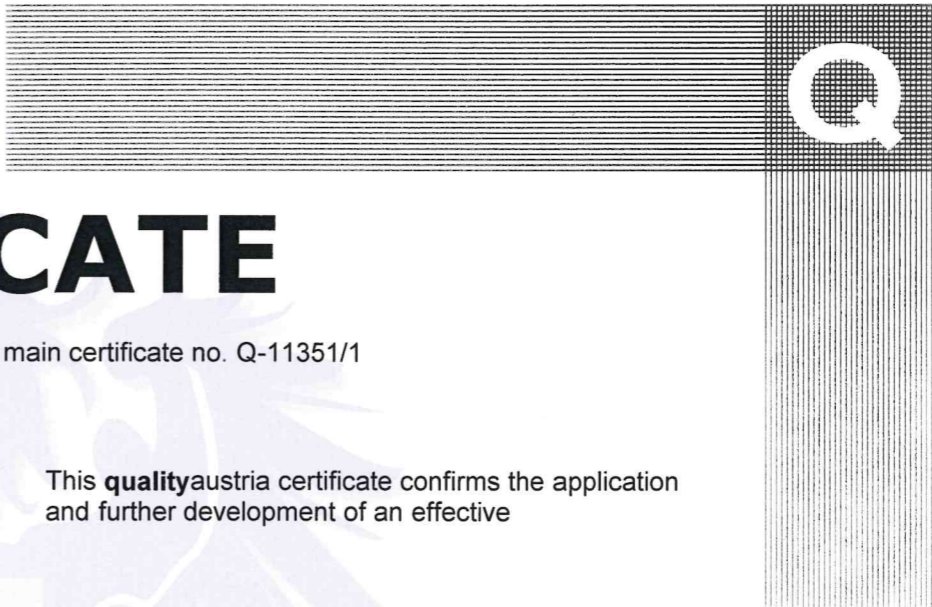 Q
CATE
main certificate no. Q-11351/1
This qualityaustria certificate confirms the application
and further development of an effective